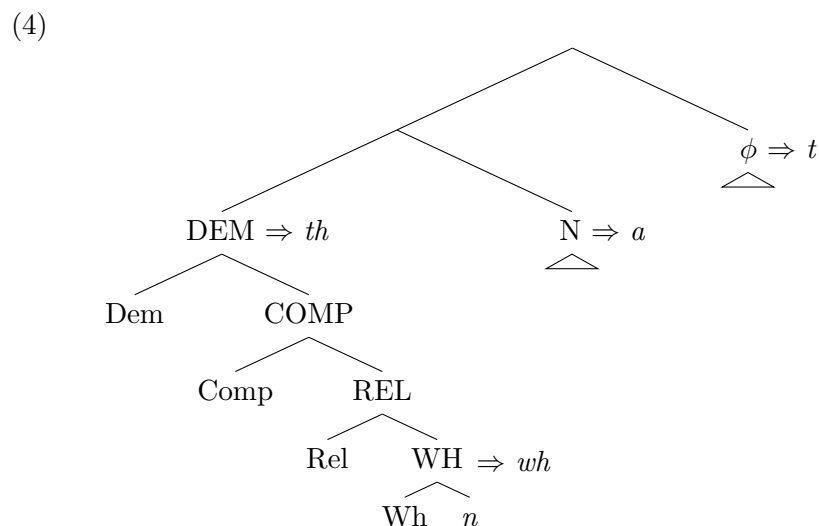 (4)
ϕ ⇒ t
DEM ⇒ th N ⇒ a
Dem COMP
Comp REL
Rel WH ⇒ wh
Wh n